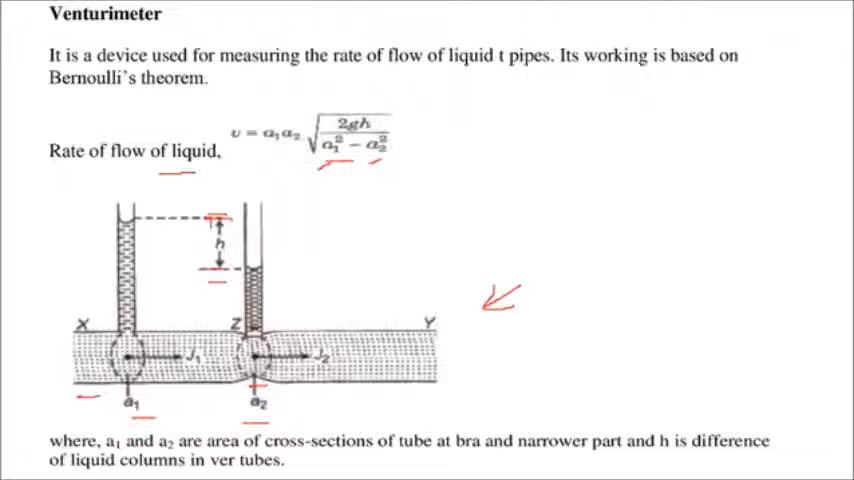 Venturimeter
It is a device used for measuring the rate of flow of liquid t pipes. Its working is based on
Bernoulli's theorem.
Rate of flow of liquid, v = a₁a₂ √(2gh / (a₁² − a₂²))
h
X Z Y
J₁ J₂
a₁ a₂
where, a₁ and a₂ are area of cross-sections of tube at bra and narrower part and h is difference
of liquid columns in ver tubes.